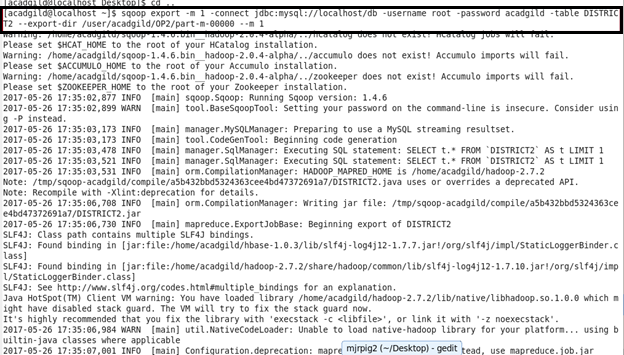 [acadgild@localhost Desktop]$ cd ..
[acadgild@localhost ~]$ sqoop export -m 1 -connect jdbc:mysql://localhost/db -username root -password acadgild -table DISTRIC
T2 --export-dir /user/acadgild/OP2/part-m-00000 --m 1
Warning: /home/acadgild/sqoop-1.4.6.bin__hadoop-2.0.4-alpha/../hcatalog does not exist! HCatalog jobs will fail.
Please set $HCAT_HOME to the root of your HCatalog installation.
Warning: /home/acadgild/sqoop-1.4.6.bin__hadoop-2.0.4-alpha/../accumulo does not exist! Accumulo imports will fail.
Please set $ACCUMULO_HOME to the root of your Accumulo installation.
Warning: /home/acadgild/sqoop-1.4.6.bin__hadoop-2.0.4-alpha/../zookeeper does not exist! Accumulo imports will fail.
Please set $ZOOKEEPER_HOME to the root of your Zookeeper installation.
2017-05-26 17:35:02,877 INFO  [main] sqoop.Sqoop: Running Sqoop version: 1.4.6
2017-05-26 17:35:02,899 WARN  [main] tool.BaseSqoopTool: Setting your password on the command-line is insecure. Consider usin
g -P instead.
2017-05-26 17:35:03,173 INFO  [main] manager.MySQLManager: Preparing to use a MySQL streaming resultset.
2017-05-26 17:35:03,173 INFO  [main] tool.CodeGenTool: Beginning code generation
2017-05-26 17:35:03,478 INFO  [main] manager.SqlManager: Executing SQL statement: SELECT t.* FROM `DISTRICT2` AS t LIMIT 1
2017-05-26 17:35:03,521 INFO  [main] manager.SqlManager: Executing SQL statement: SELECT t.* FROM `DISTRICT2` AS t LIMIT 1
2017-05-26 17:35:03,531 INFO  [main] orm.CompilationManager: HADOOP_MAPRED_HOME is /home/acadgild/hadoop-2.7.2
Note: /tmp/sqoop-acadgild/compile/a5b432bbd5324363cee4bd47372691a7/DISTRICT2.java uses or overrides a deprecated API.
Note: Recompile with -Xlint:deprecation for details.
2017-05-26 17:35:06,708 INFO  [main] orm.CompilationManager: Writing jar file: /tmp/sqoop-acadgild/compile/a5b432bbd5324363ce
e4bd47372691a7/DISTRICT2.jar
2017-05-26 17:35:06,730 INFO  [main] mapreduce.ExportJobBase: Beginning export of DISTRICT2
SLF4J: Class path contains multiple SLF4J bindings.
SLF4J: Found binding in [jar:file:/home/acadgild/hbase-1.0.3/lib/slf4j-log4j12-1.7.7.jar!/org/slf4j/impl/StaticLoggerBinder.c
lass]
SLF4J: Found binding in [jar:file:/home/acadgild/hadoop-2.7.2/share/hadoop/common/lib/slf4j-log4j12-1.7.10.jar!/org/slf4j/imp
l/StaticLoggerBinder.class]
SLF4J: See http://www.slf4j.org/codes.html#multiple_bindings for an explanation.
Java HotSpot(TM) Client VM warning: You have loaded library /home/acadgild/hadoop-2.7.2/lib/native/libhadoop.so.1.0.0 which m
ight have disabled stack guard. The VM will try to fix the stack guard now.
It's highly recommended that you fix the library with 'execstack -c <libfile>', or link it with '-z noexecstack'.
2017-05-26 17:35:06,984 WARN  [main] util.NativeCodeLoader: Unable to load native-hadoop library for your platform... using b
uiltin-java classes where applicable
2017-05-26 17:35:07,001 INFO  [main] Configuration.deprecation: mapre
stead, use mapreduce.job.jar
mjrpig2 (~/Desktop) - gedit